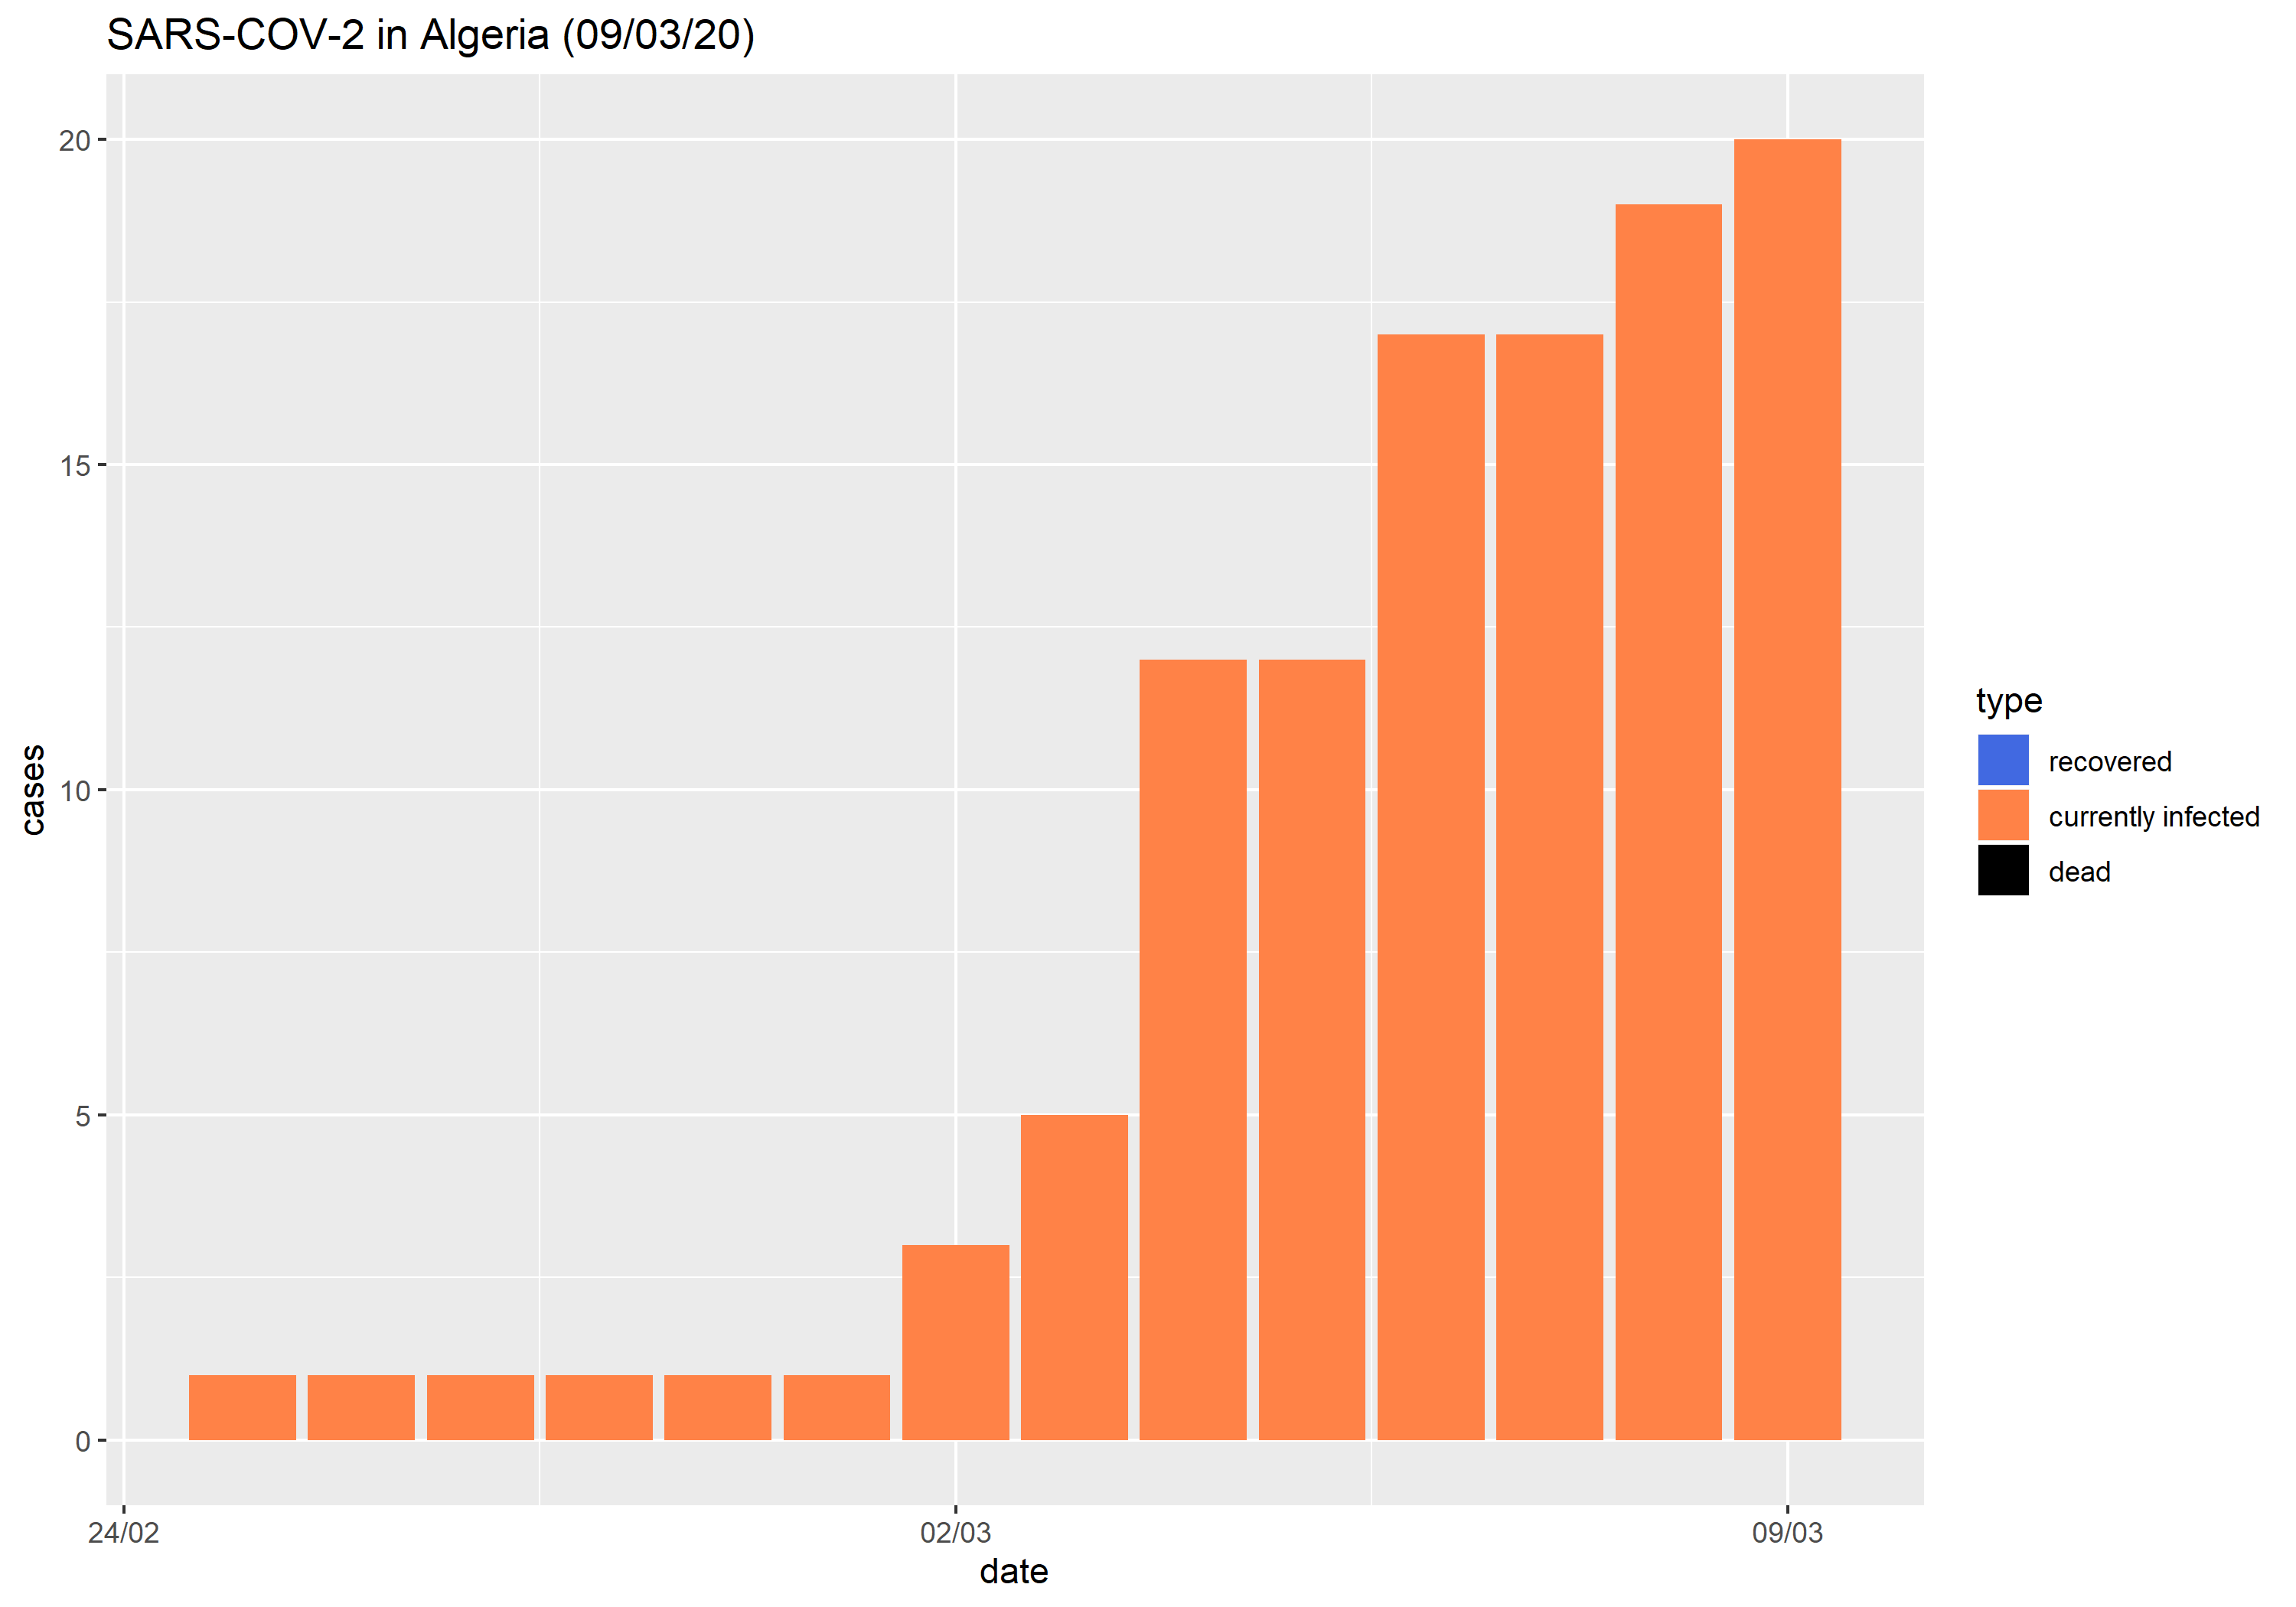 SARS-COV-2 in Algeria (09/03/20)
20
15
10
5
0
cases
24/02
02/03
09/03
date
type
recovered
currently infected
dead